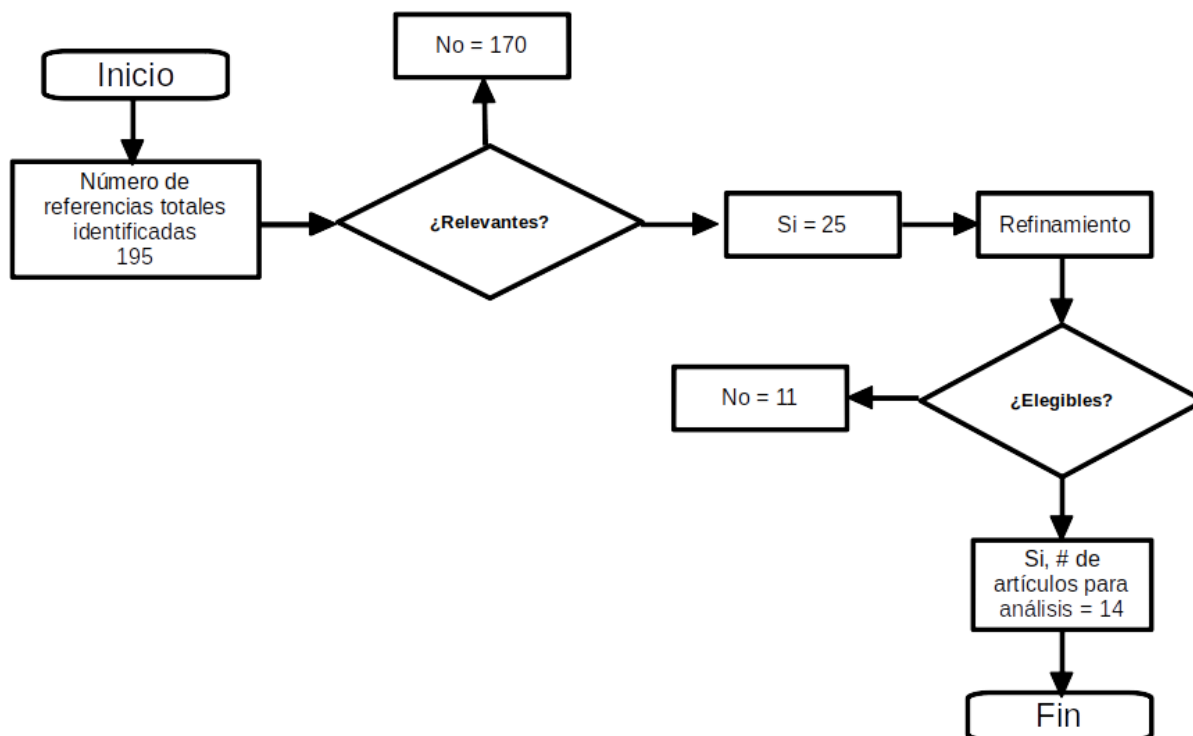 Inicio
Número de
referencias totales
identificadas
195
¿Relevantes?
No = 170
Si = 25
Refinamiento
¿Elegibles?
No = 11
Si, # de
artículos para
análisis = 14
Fin